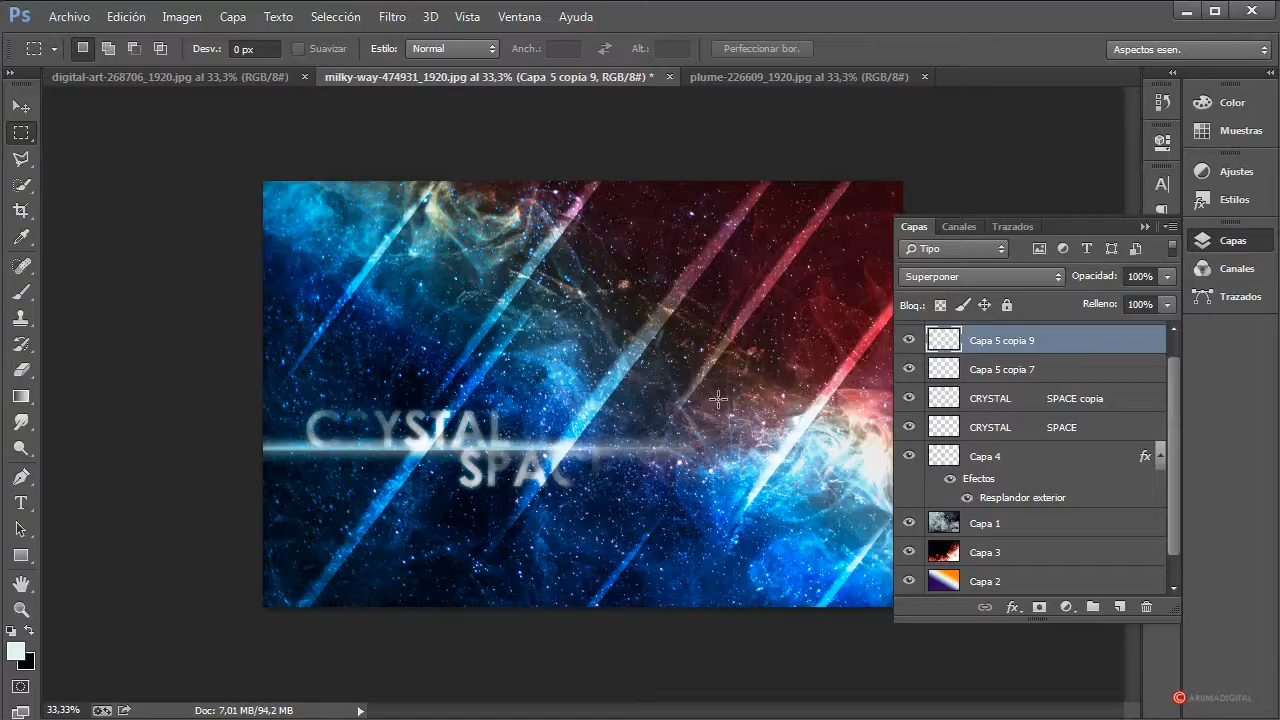 Ps Archivo Edición Imagen Capa Texto Selección Filtro 3D Vista Ventana Ayuda
Desv.: 0 px Suavizar Estilo: Normal Anch.: Alt.: Perfeccionar bor. Aspectos esen.
digital-art-268706_1920.jpg al 33,3% (RGB/8#) × milky-way-474931_1920.jpg al 33,3% (Capa 5 copia 9, RGB/8#) * × plume-226609_1920.jpg al 33,3% (RGB/8#) ×
Color
Muestras
Ajustes
Estilos
Capas
Canales
Trazados
Capas Canales Trazados
Tipo
Superponer Opacidad: 100%
Bloq.: Relleno: 100%
Capa 5 copia 9
Capa 5 copia 7
CRYSTAL SPACE copia
CRYSTAL SPACE
Capa 4 fx
Efectos
Resplandor exterior
Capa 1
Capa 3
Capa 2
fx.
CRYSTAL
SPAC
33,33% Doc: 7,01 MB/94,2 MB
© ARUMADIGITAL